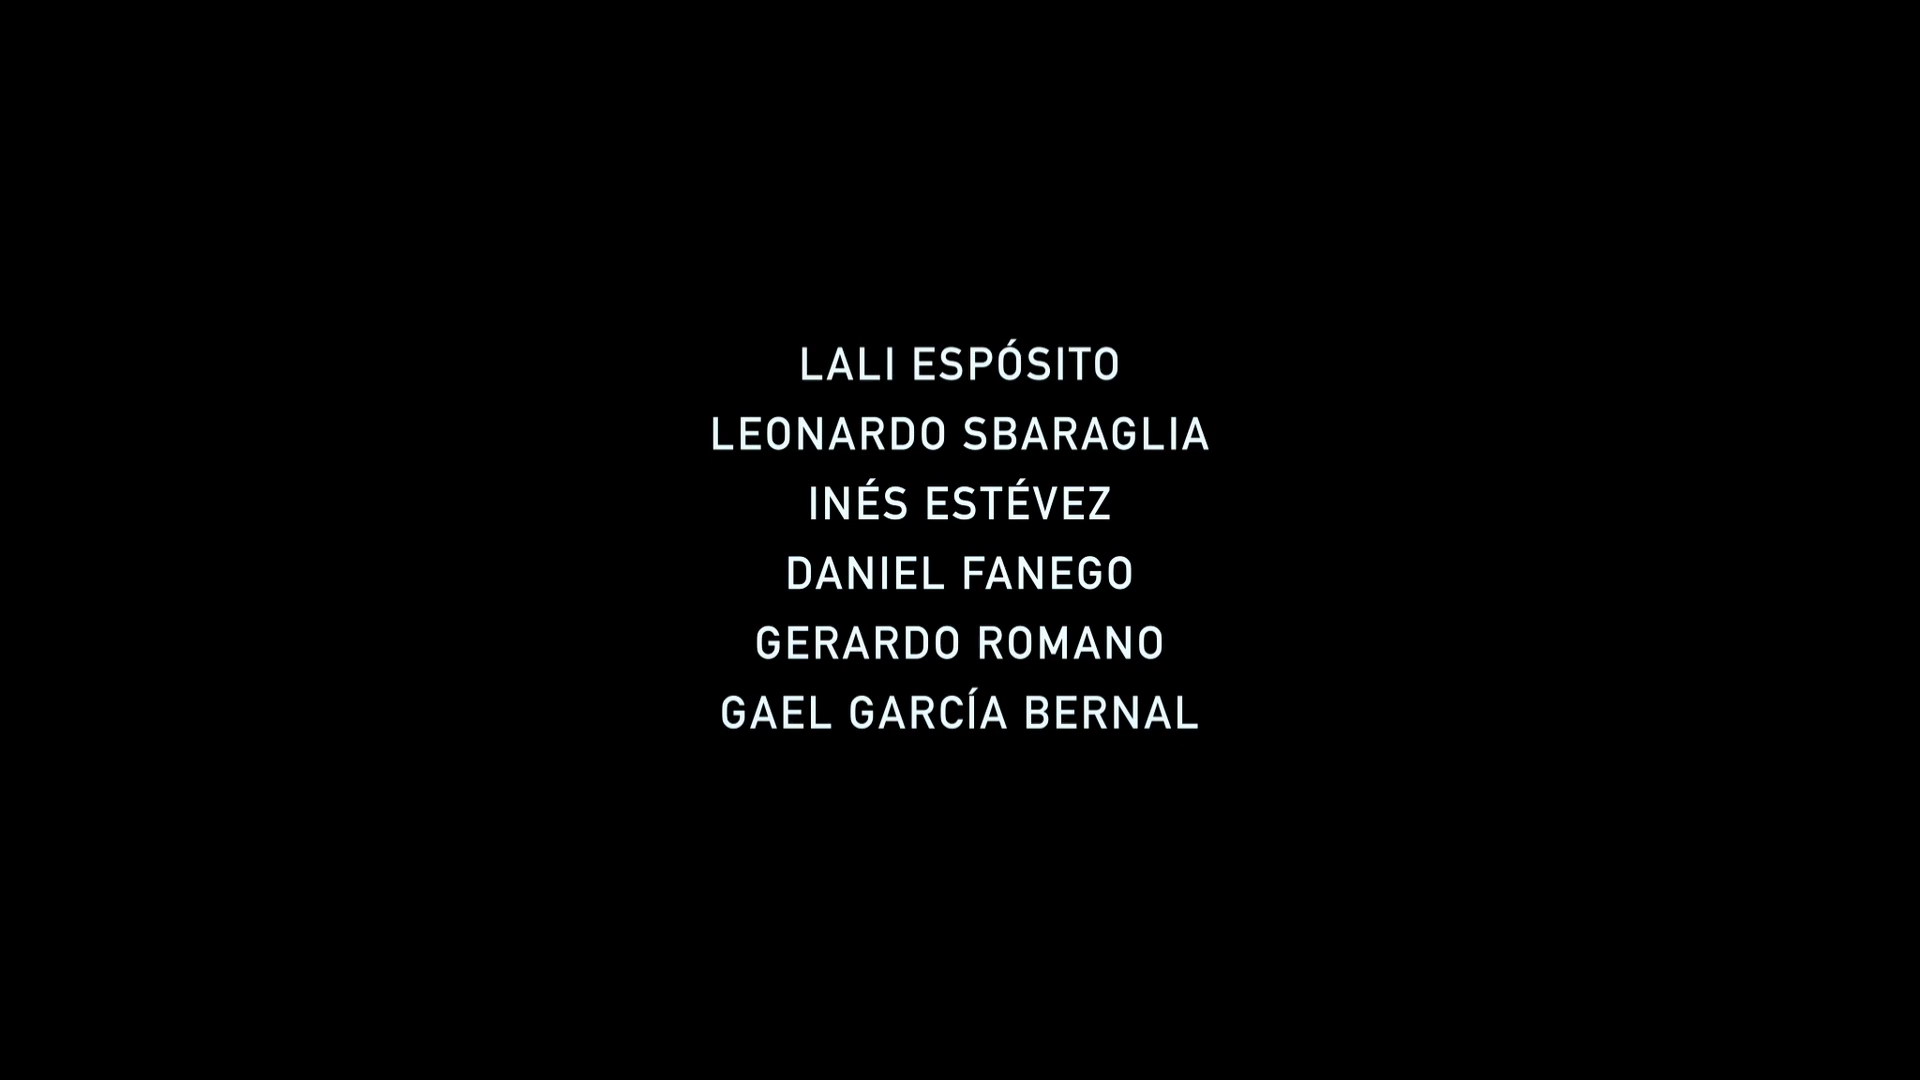 LALI ESPÓSITO
LEONARDO SBARAGLIA
INÉS ESTÉVEZ
DANIEL FANEGO
GERARDO ROMANO
GAEL GARCÍA BERNAL